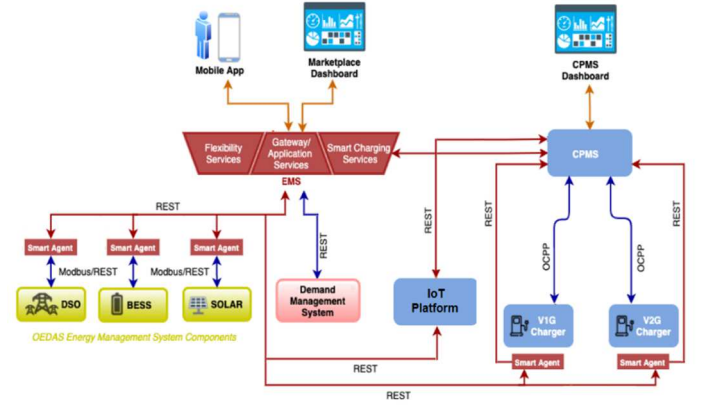 Mobile App
Marketplace
Dashboard
CPMS
Dashboard
Flexibility
Services
Gateway/
Application
Services
Smart Charging
Services
EMS
CPMS
REST
REST
REST
REST
REST
OCPP
OCPP
Smart Agent
Smart Agent
Smart Agent
Modbus/REST
Modbus/REST
DSO
BESS
SOLAR
OEDAS Energy Management System Components
Demand
Management
System
IoT
Platform
V1G
Charger
V2G
Charger
Smart Agent
Smart Agent
REST
REST